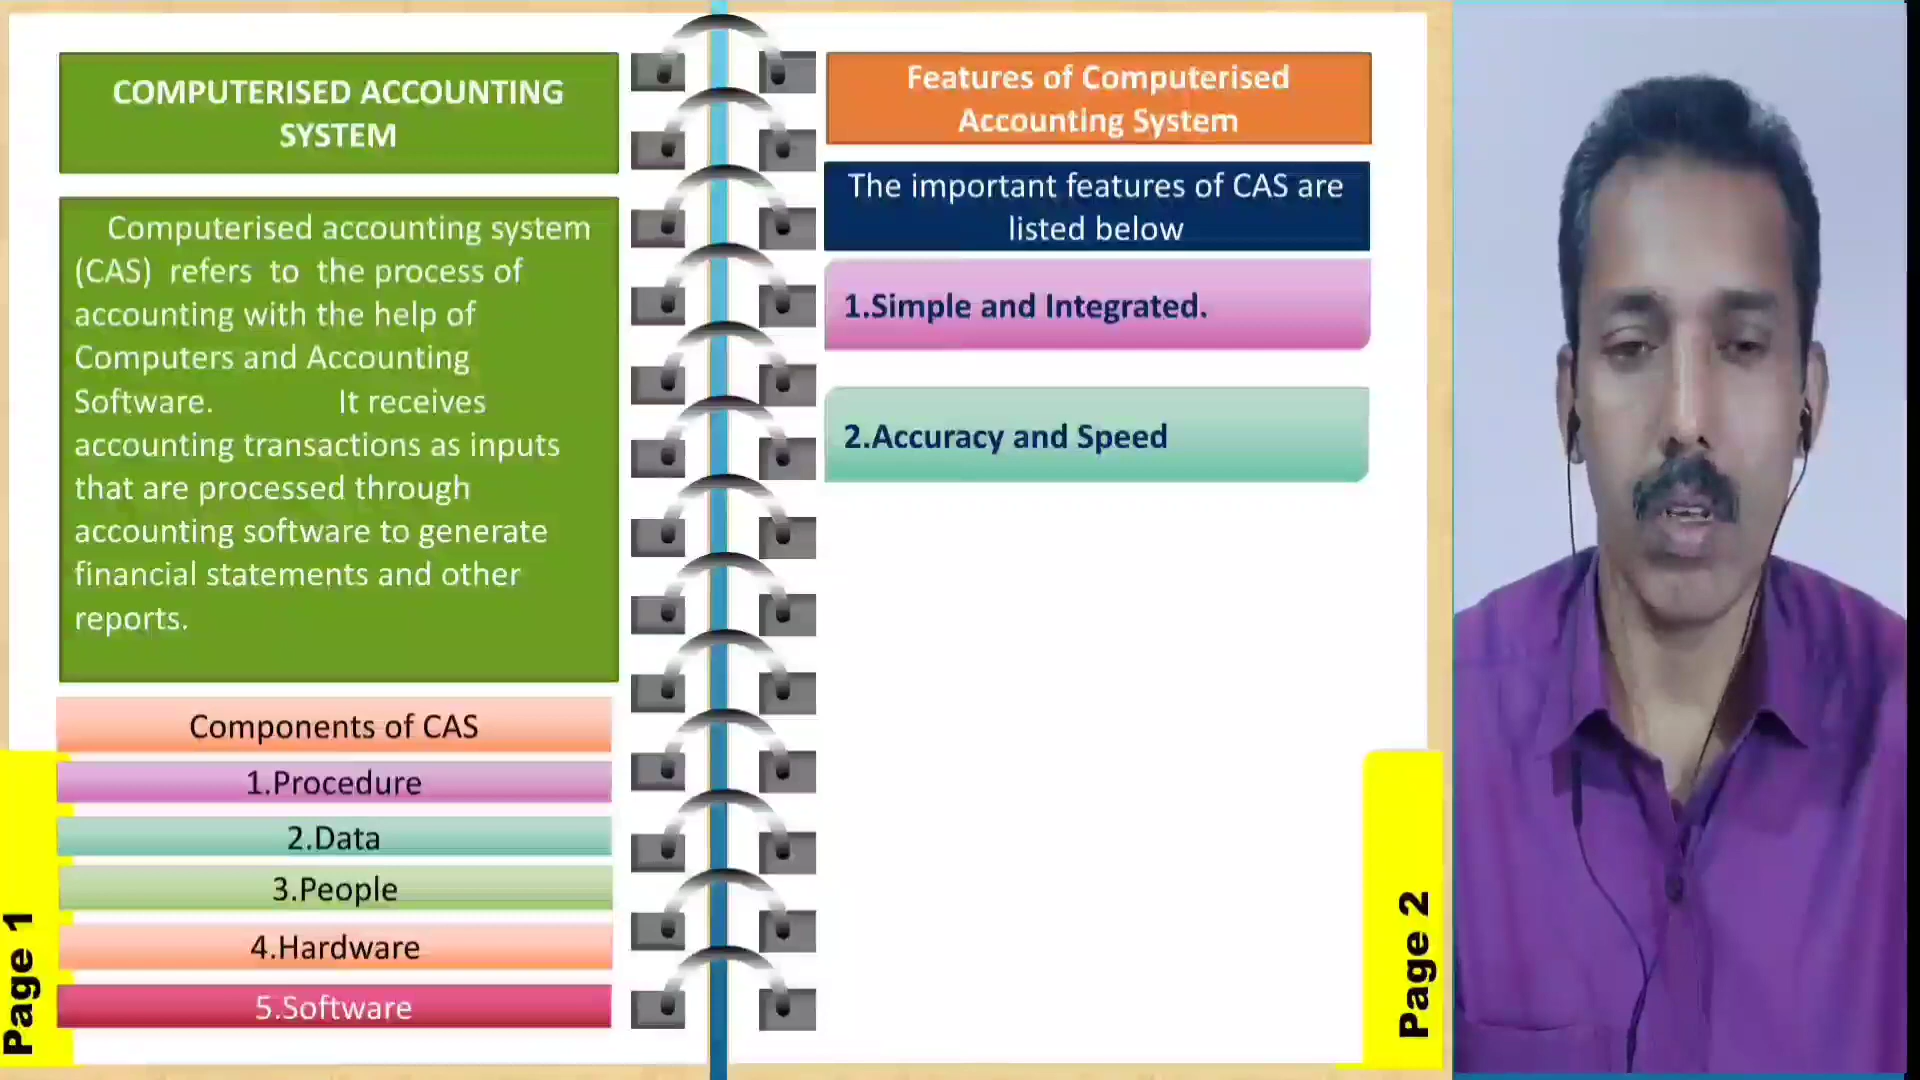 COMPUTERISED ACCOUNTING
SYSTEM
Computerised accounting system
(CAS) refers to the process of
accounting with the help of
Computers and Accounting
Software. It receives
accounting transactions as inputs
that are processed through
accounting software to generate
financial statements and other
reports.
Components of CAS
1.Procedure
2.Data
3.People
4.Hardware
5.Software
Page 1
Features of Computerised
Accounting System
The important features of CAS are
listed below
1.Simple and Integrated.
2.Accuracy and Speed
Page 2